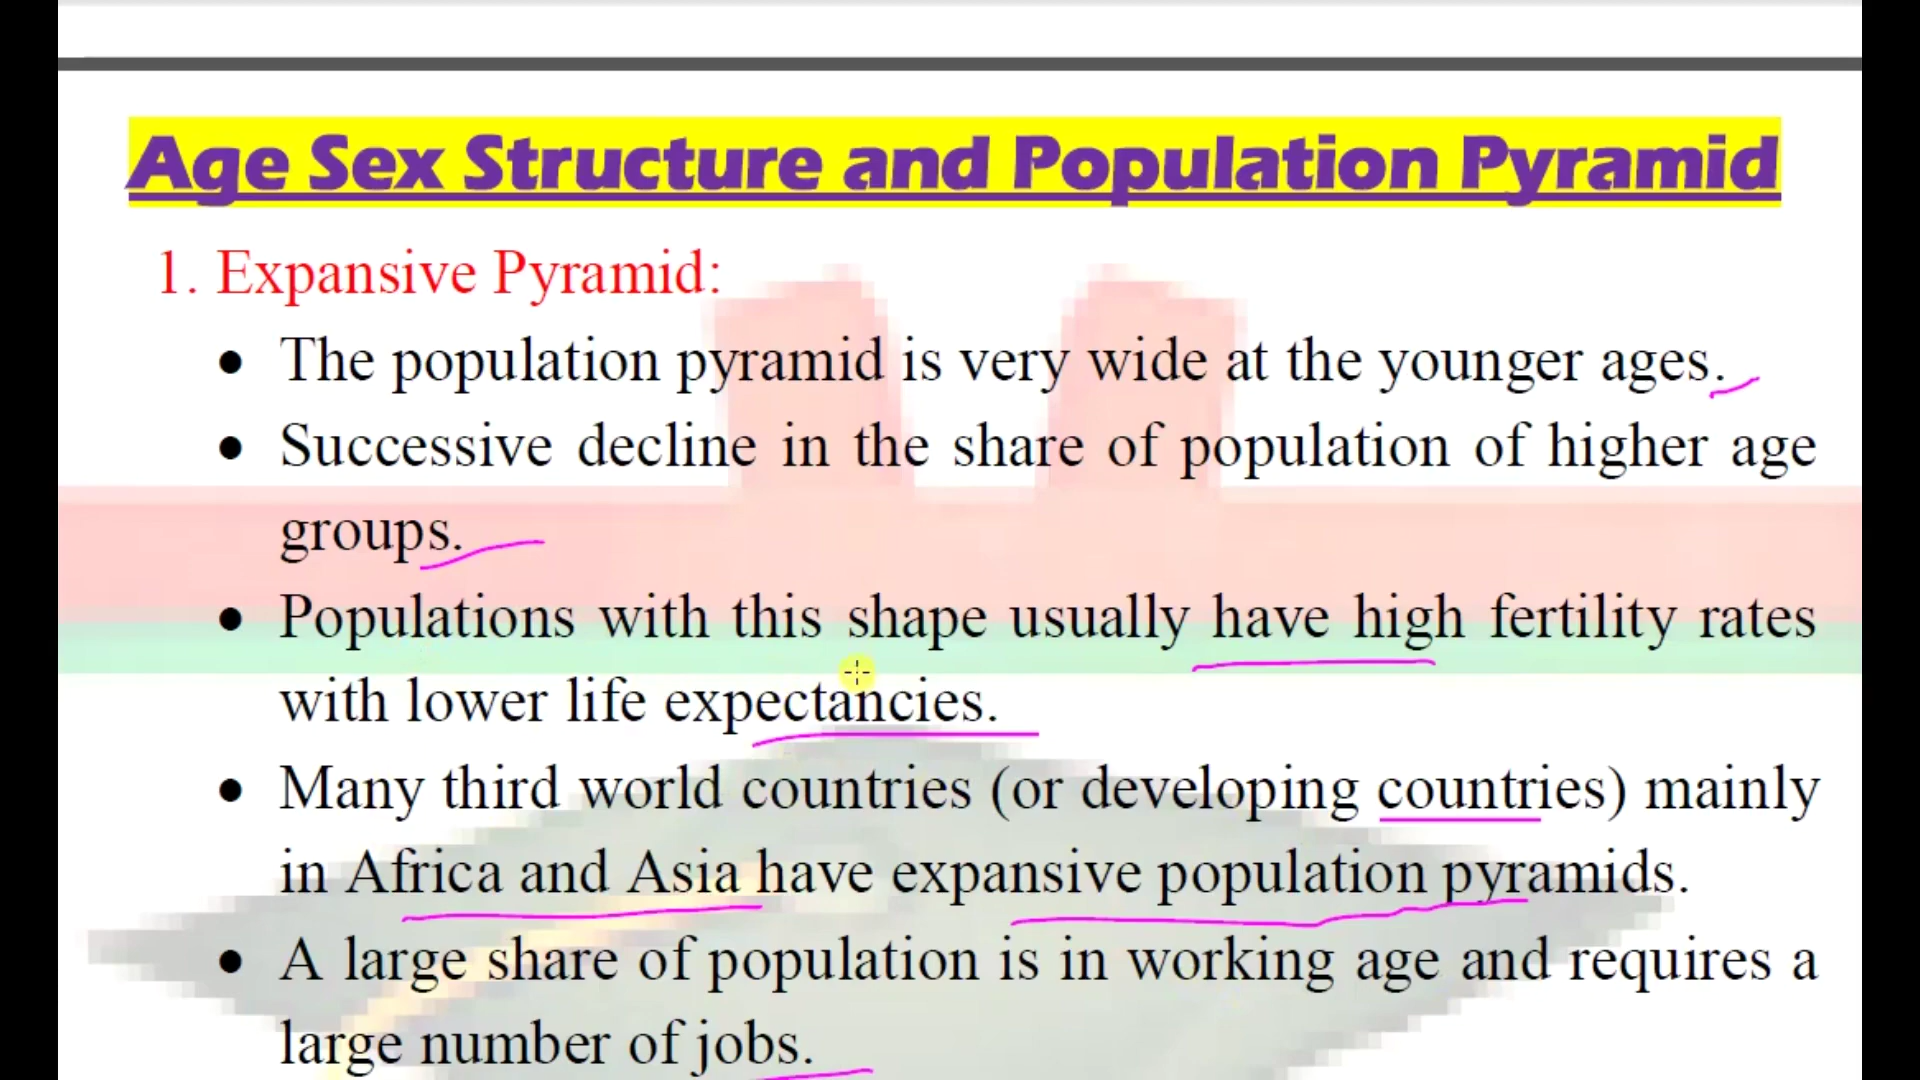 Age Sex Structure and Population Pyramid
1. Expansive Pyramid:
• The population pyramid is very wide at the younger ages.
• Successive decline in the share of population of higher age
groups.
• Populations with this shape usually have high fertility rates
with lower life expectancies.
• Many third world countries (or developing countries) mainly
in Africa and Asia have expansive population pyramids.
• A large share of population is in working age and requires a
large number of jobs.